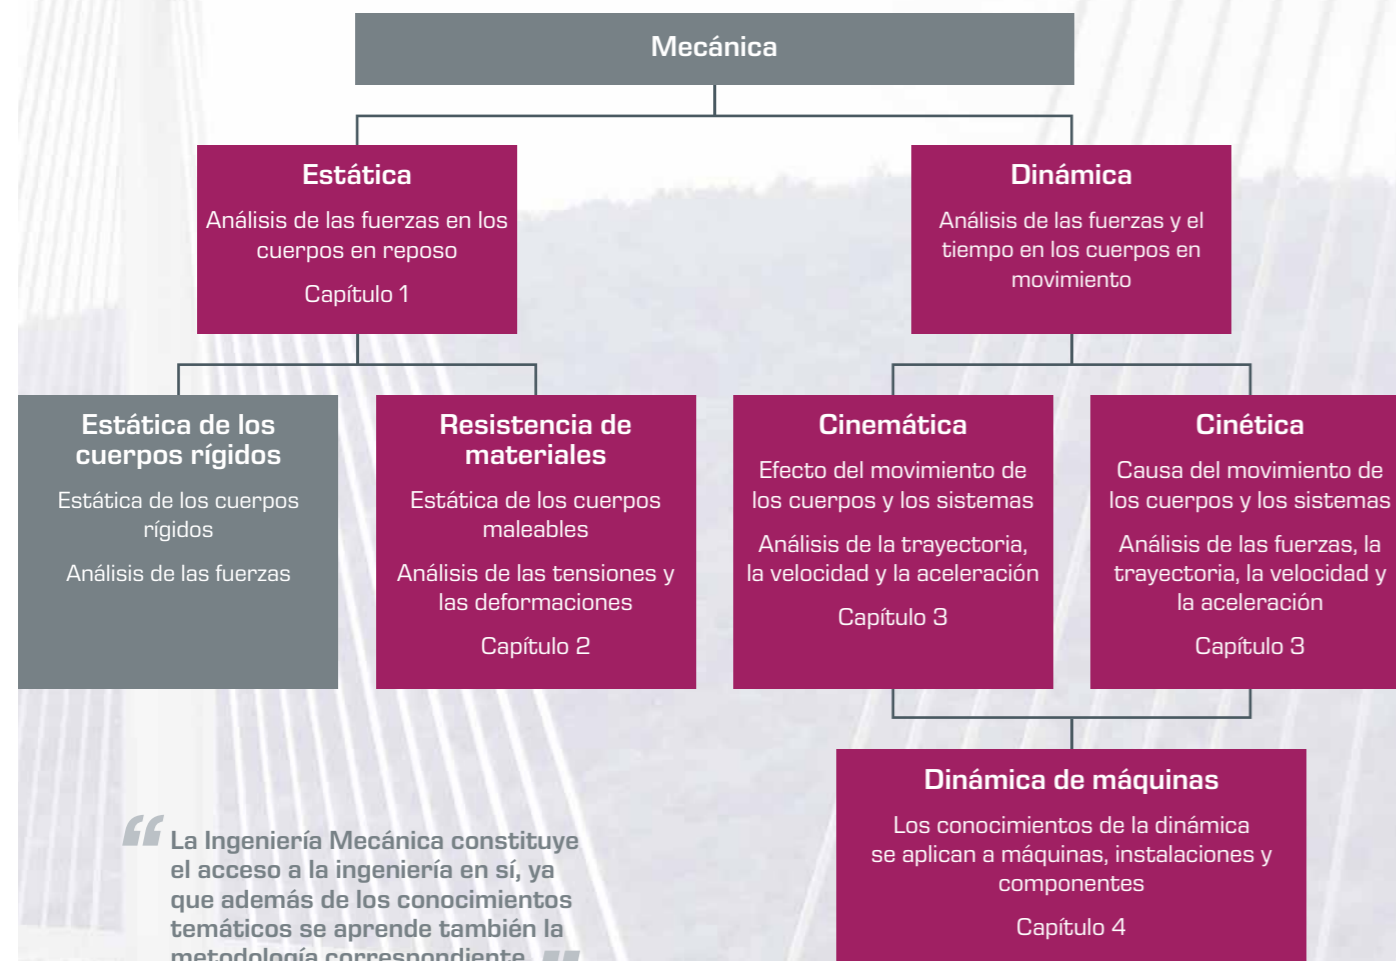 Mecánica
Estática
Análisis de las fuerzas en los
cuerpos en reposo
Capítulo 1
Dinámica
Análisis de las fuerzas y el
tiempo en los cuerpos en
movimiento
Estática de los
cuerpos rígidos
Estática de los cuerpos
rígidos
Análisis de las fuerzas
Resistencia de
materiales
Estática de los cuerpos
maleables
Análisis de las tensiones y
las deformaciones
Capítulo 2
Cinemática
Efecto del movimiento de
los cuerpos y los sistemas
Análisis de la trayectoria,
la velocidad y la aceleración
Capítulo 3
Cinética
Causa del movimiento de
los cuerpos y los sistemas
Análisis de las fuerzas, la
trayectoria, la velocidad y
la aceleración
Capítulo 3
Dinámica de máquinas
Los conocimientos de la dinámica
se aplican a máquinas, instalaciones y
componentes
Capítulo 4
“ La Ingeniería Mecánica constituye
el acceso a la ingeniería en sí, ya
que además de los conocimientos
temáticos se aprende también la
metodología correspondiente. ”